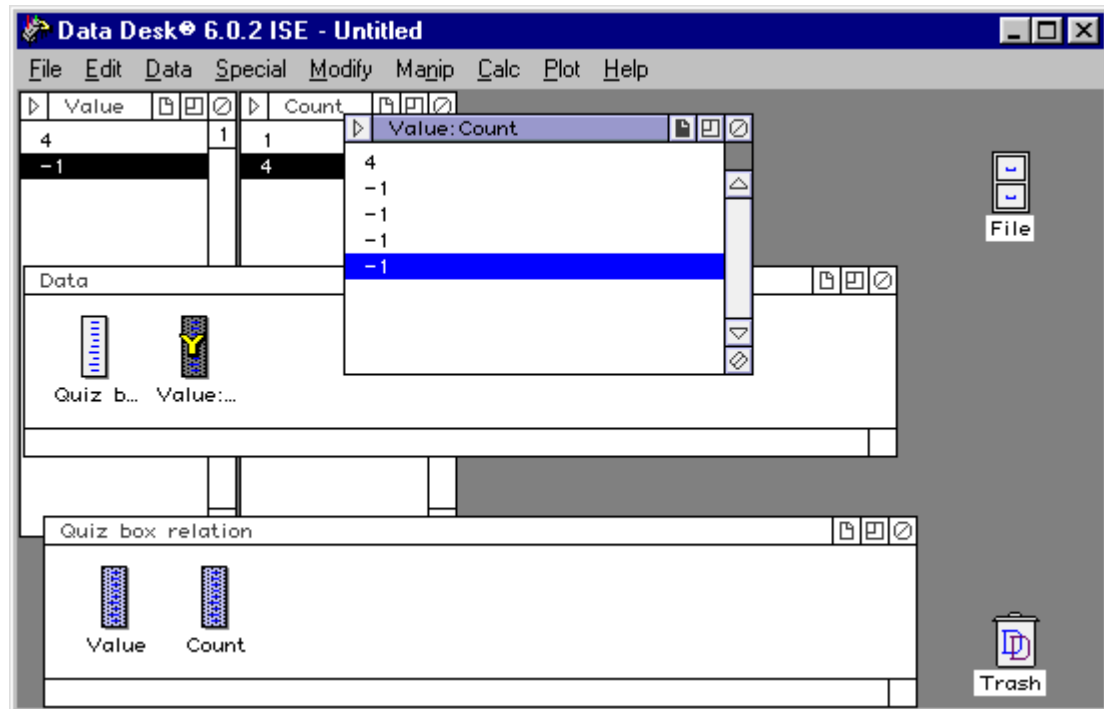 Data Desk® 6.0.2 ISE - Untitled
File Edit Data Special Modify Manip Calc Plot Help
Value
1
4
-1
Count
1
4
Value:Count
4
-1
-1
-1
-1
File
Data
Quiz b...
Value:...
Quiz box relation
Value
Count
Trash